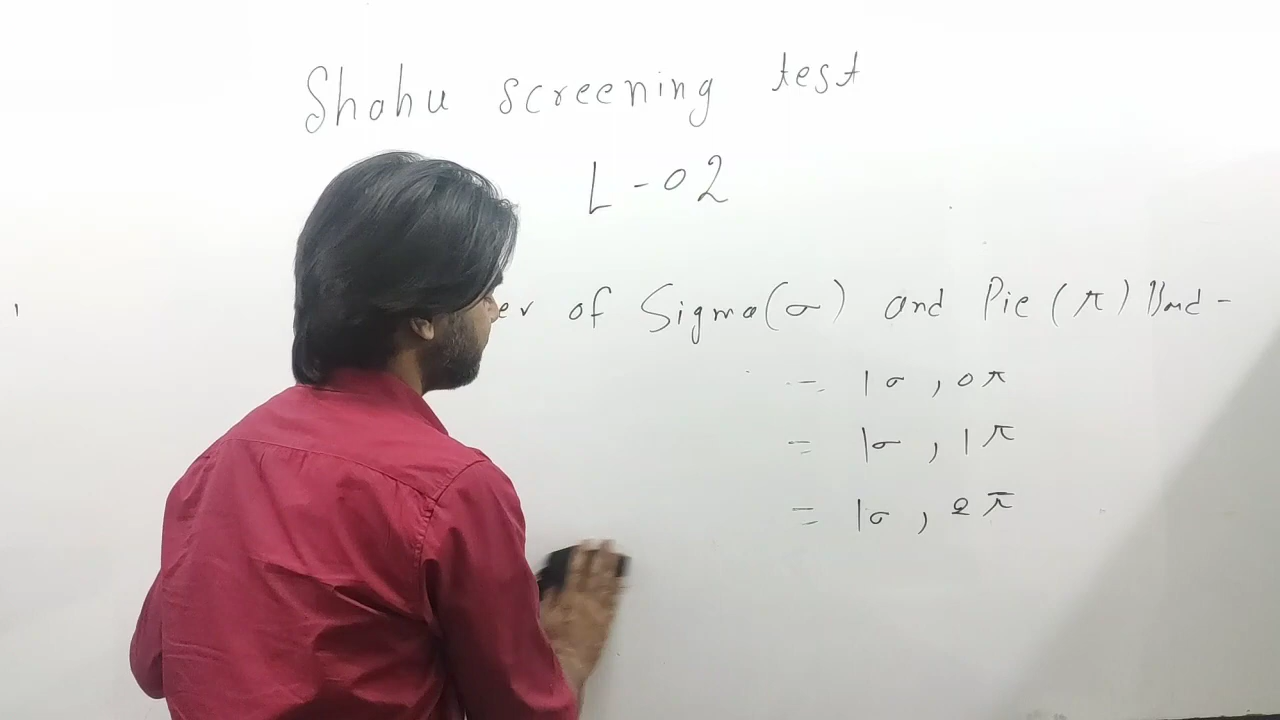 Shahu screening test
L-02
er of Sigma(σ) and Pie (π) Bond -
= 1σ , 0π
= 1σ , 1π
= 1σ , 2π